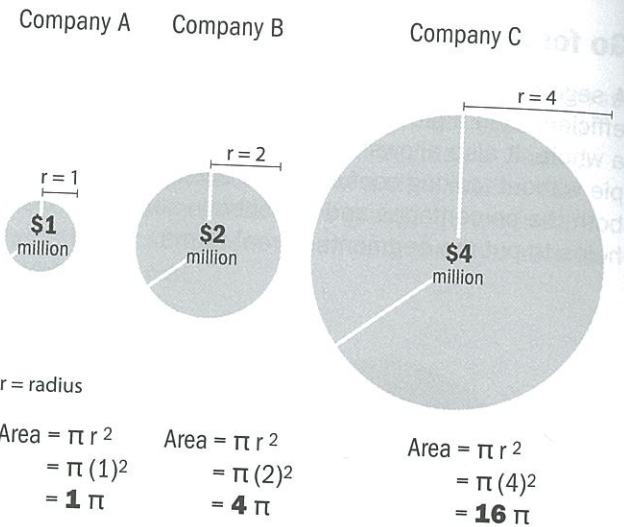 Company A
Company B
Company C
r = 1
r = 2
r = 4
$1
million
$2
million
$4
million
r = radius
Area = π r 2
= π (1)2
= 1 π
Area = π r 2
= π (2)2
= 4 π
Area = π r 2
= π (4)2
= 16 π